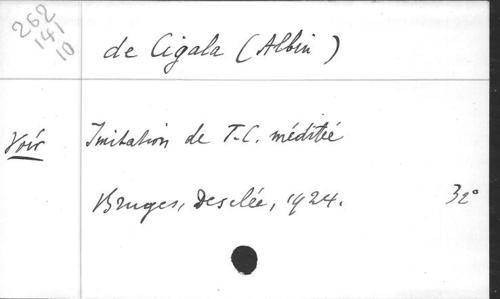 262
141
10
de Cigala (Albin)
Voir
Imitation de J.-C. méditée
Bruges, Desclée, 1924.
32°